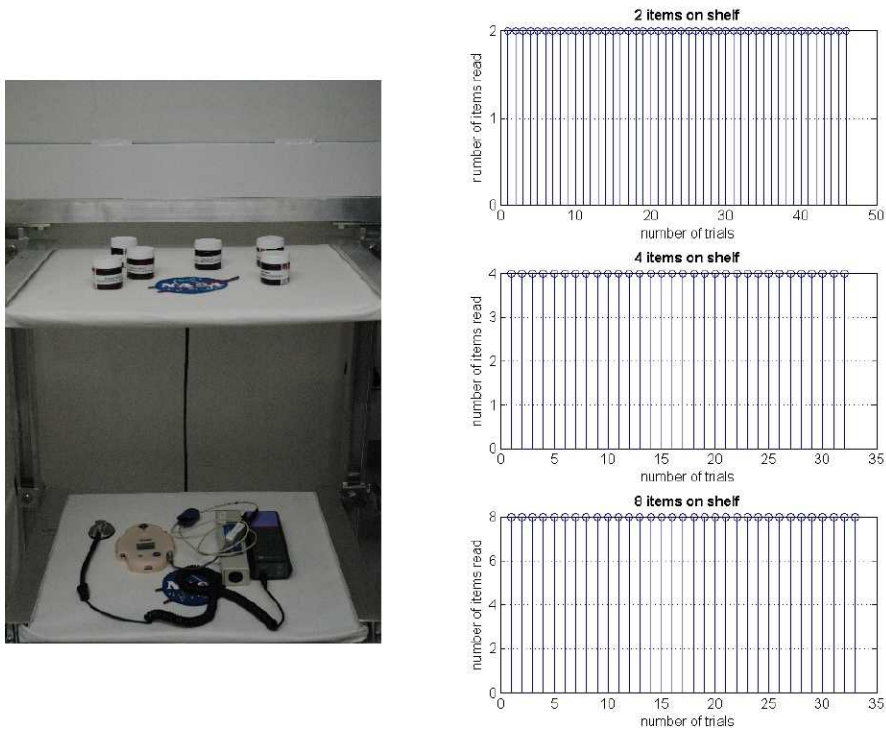 NASA
2 items on shelf
number of items read
2
1
0
0 10 20 30 40 50
number of trials
4 items on shelf
number of items read
4
3
2
1
0
0 5 10 15 20 25 30 35
number of trials
8 items on shelf
number of items read
8
6
4
2
0
0 5 10 15 20 25 30 35
number of trials